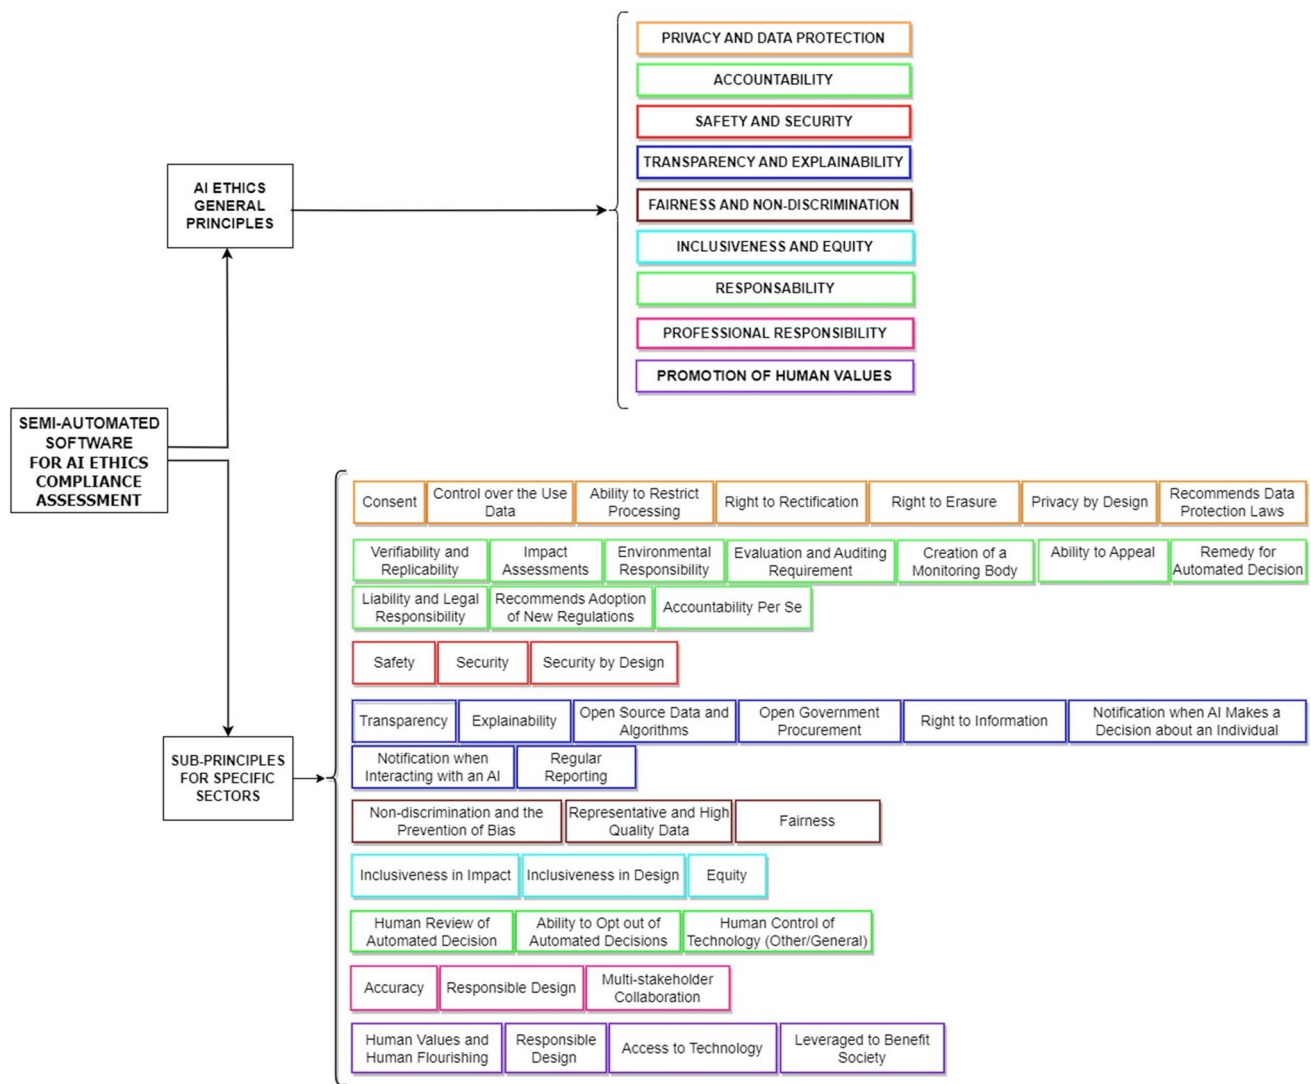 PRIVACY AND DATA PROTECTION
ACCOUNTABILITY
SAFETY AND SECURITY
TRANSPARENCY AND EXPLAINABILITY
FAIRNESS AND NON-DISCRIMINATION
INCLUSIVENESS AND EQUITY
RESPONSABILITY
PROFESSIONAL RESPONSIBILITY
PROMOTION OF HUMAN VALUES
AI ETHICS
GENERAL
PRINCIPLES
SEMI-AUTOMATED
SOFTWARE
FOR AI ETHICS
COMPLIANCE
ASSESSMENT
SUB-PRINCIPLES
FOR SPECIFIC
SECTORS
Consent
Control over the Use
Data
Ability to Restrict
Processing
Right to Rectification
Right to Erasure
Privacy by Design
Recommends Data
Protection Laws
Verifiability and
Replicability
Impact
Assessments
Environmental
Responsibility
Evaluation and Auditing
Requirement
Creation of a
Monitoring Body
Ability to Appeal
Remedy for
Automated Decision
Liability and Legal
Responsibility
Recommends Adoption
of New Regulations
Accountability Per Se
Safety
Security
Security by Design
Transparency
Explainability
Open Source Data and
Algorithms
Open Government
Procurement
Right to Information
Notification when AI Makes a
Decision about an Individual
Notification when
Interacting with an AI
Regular
Reporting
Non-discrimination and the
Prevention of Bias
Representative and High
Quality Data
Fairness
Inclusiveness in Impact
Inclusiveness in Design
Equity
Human Review of
Automated Decision
Ability to Opt out of
Automated Decisions
Human Control of
Technology (Other/General)
Accuracy
Responsible Design
Multi-stakeholder
Collaboration
Human Values and
Human Flourishing
Responsible
Design
Access to Technology
Leveraged to Benefit
Society